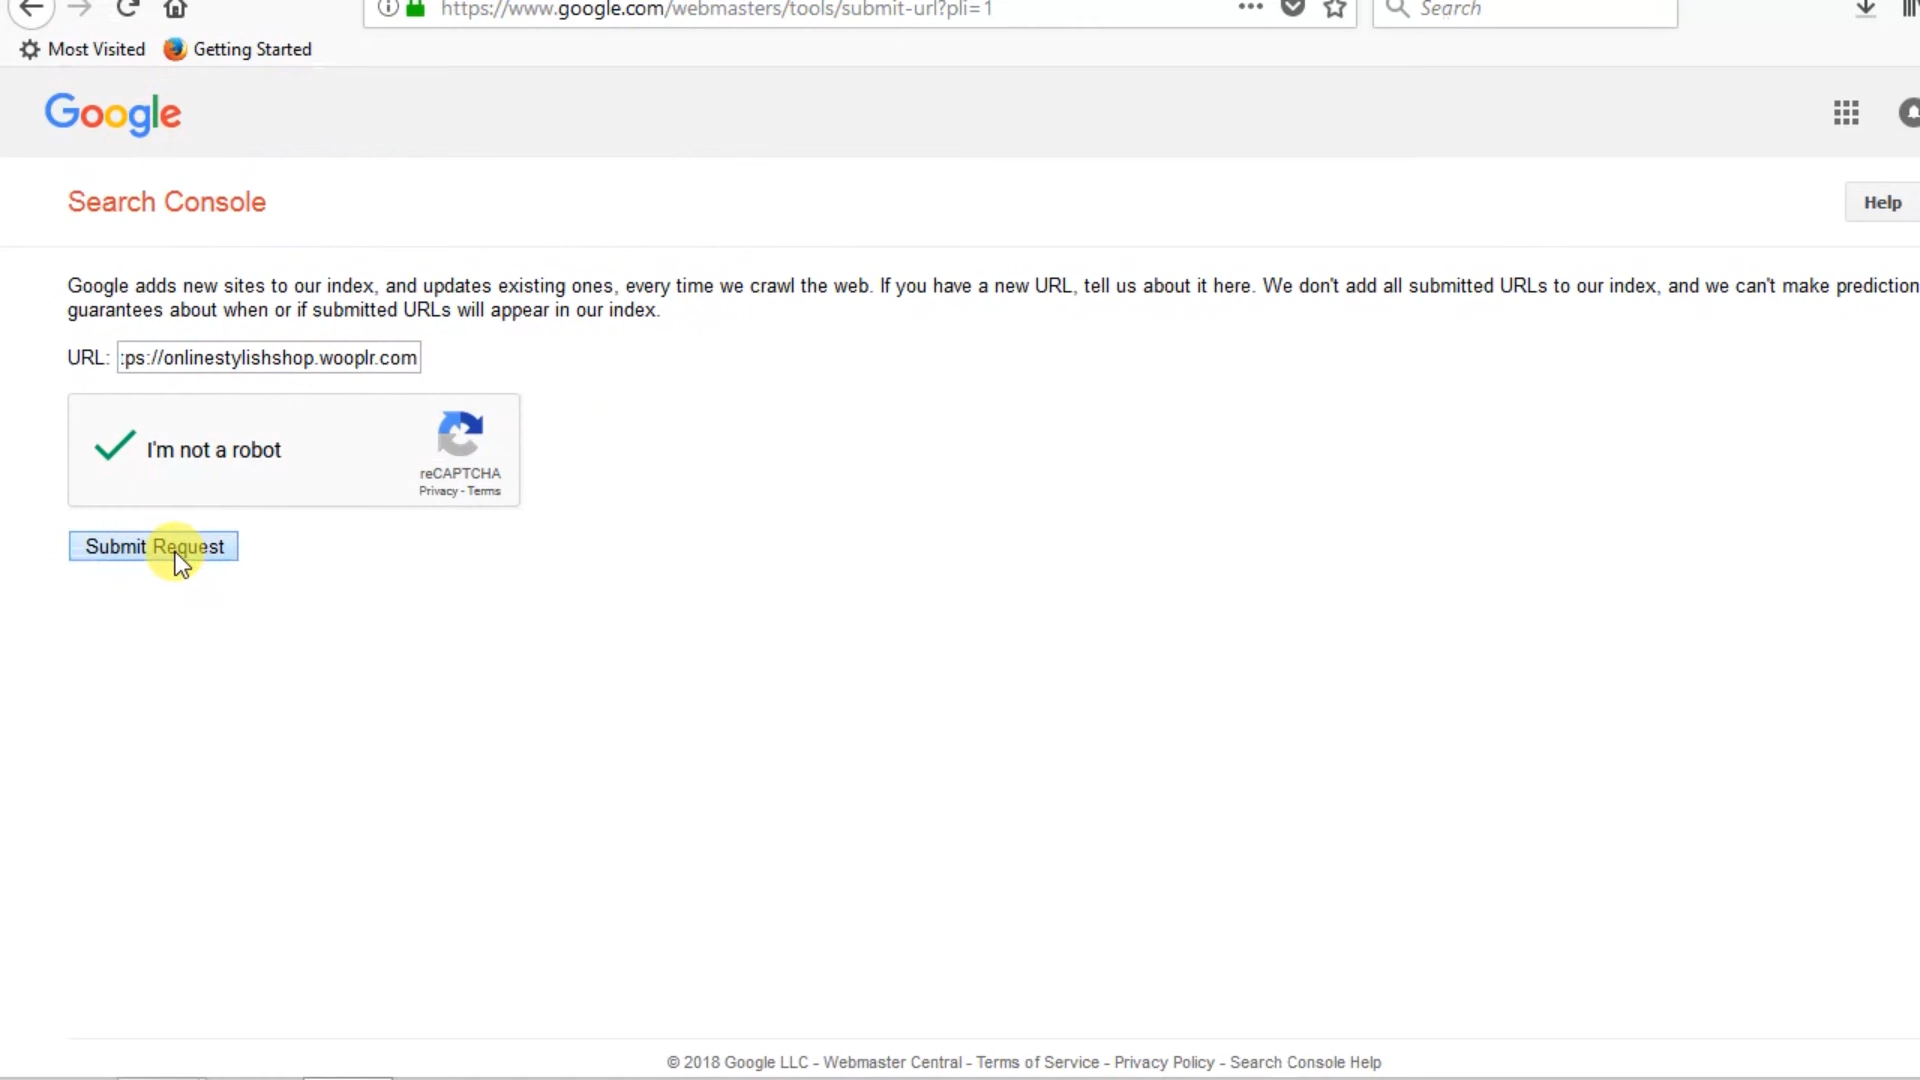 https://www.google.com/webmasters/tools/submit-url?pli=1
Search
Most Visited Getting Started
Google
Search Console
Help
Google adds new sites to our index, and updates existing ones, every time we crawl the web. If you have a new URL, tell us about it here. We don't add all submitted URLs to our index, and we can't make prediction
guarantees about when or if submitted URLs will appear in our index.
URL: :ps://onlinestylishshop.wooplr.com
I'm not a robot
reCAPTCHA
Privacy - Terms
Submit Request
© 2018 Google LLC - Webmaster Central - Terms of Service - Privacy Policy - Search Console Help